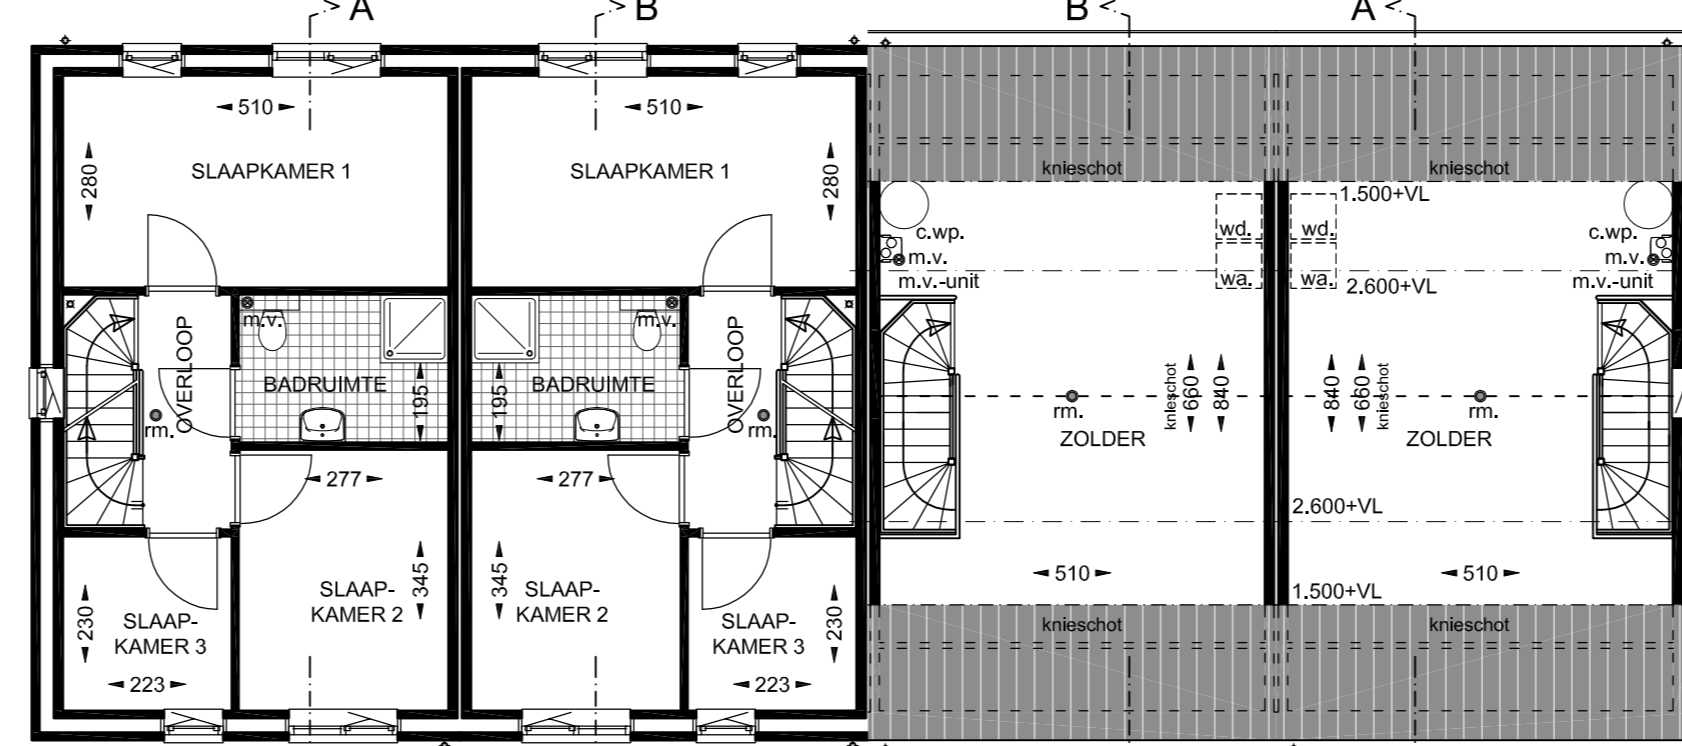 A
B
B
A
510
510
280
SLAAPKAMER 1
SLAAPKAMER 1
280
knieschot
knieschot
1.500+VL
c.wp.
wd.
wd.
c.wp.
m.v.
m.v.
m.v.-unit
wa.
wa.
2.600+VL
m.v.-unit
m.v.
m.v.
OVERLOOP
BADRUIMTE
195
195
BADRUIMTE
OVERLOOP
rm.
rm.
knieschot
660
840
840
660
knieschot
rm.
rm.
ZOLDER
ZOLDER
277
277
2.600+VL
345
345
510
510
SLAAP-
KAMER 2
SLAAP-
KAMER 2
1.500+VL
230
SLAAP-
KAMER 3
SLAAP-
KAMER 3
230
knieschot
knieschot
223
223